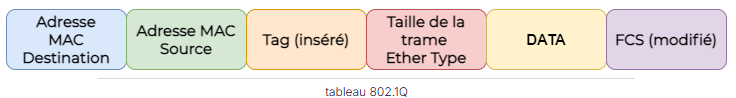 Adresse
MAC
Destination
Adresse MAC
Source
Tag (inséré)
Taille de la
trame
Ether Type
DATA
FCS (modifié)
tableau 802.1Q